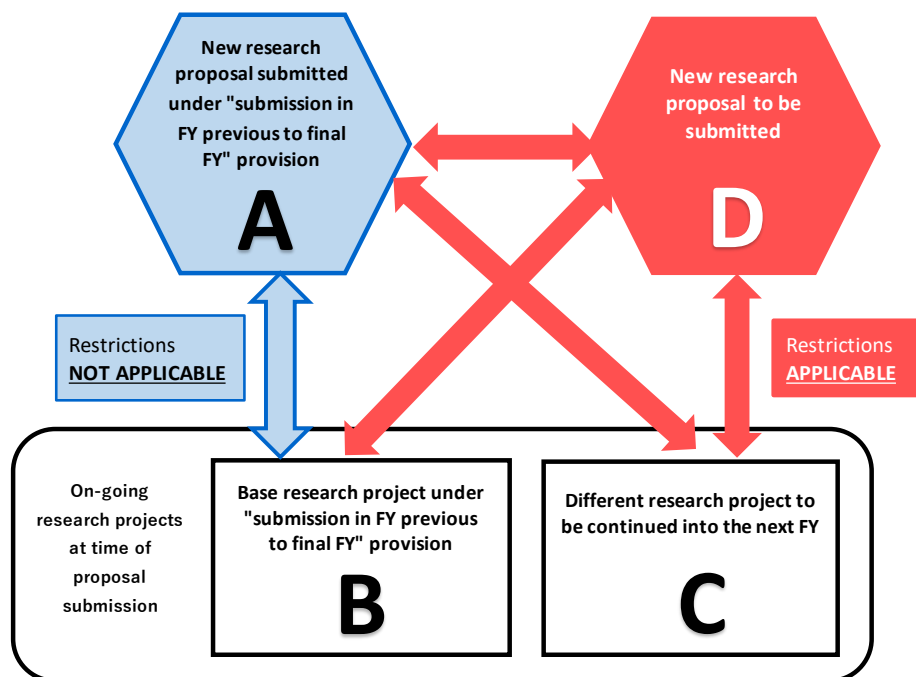 New research
proposal submitted
under "submission in
FY previous to final
FY" provision
A
New research
proposal to be
submitted
D
Restrictions
NOT APPLICABLE
Restrictions
APPLICABLE
On-going
research projects
at time of
proposal
submission
Base research project under
"submission in FY previous
to final FY" provision
B
Different research project to
be continued into the next FY
C